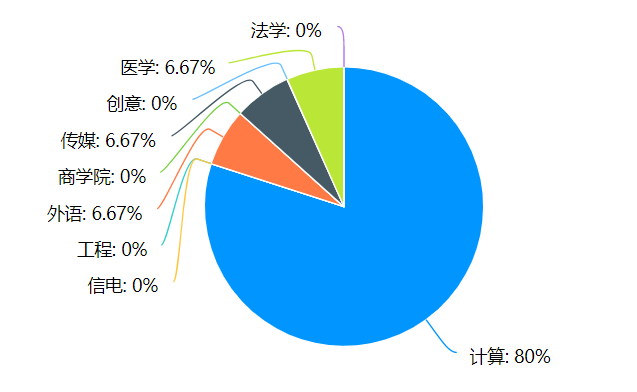 法学: 0%
医学: 6.67%
创意: 0%
传媒: 6.67%
商学院: 0%
外语: 6.67%
工程: 0%
信电: 0%
计算: 80%